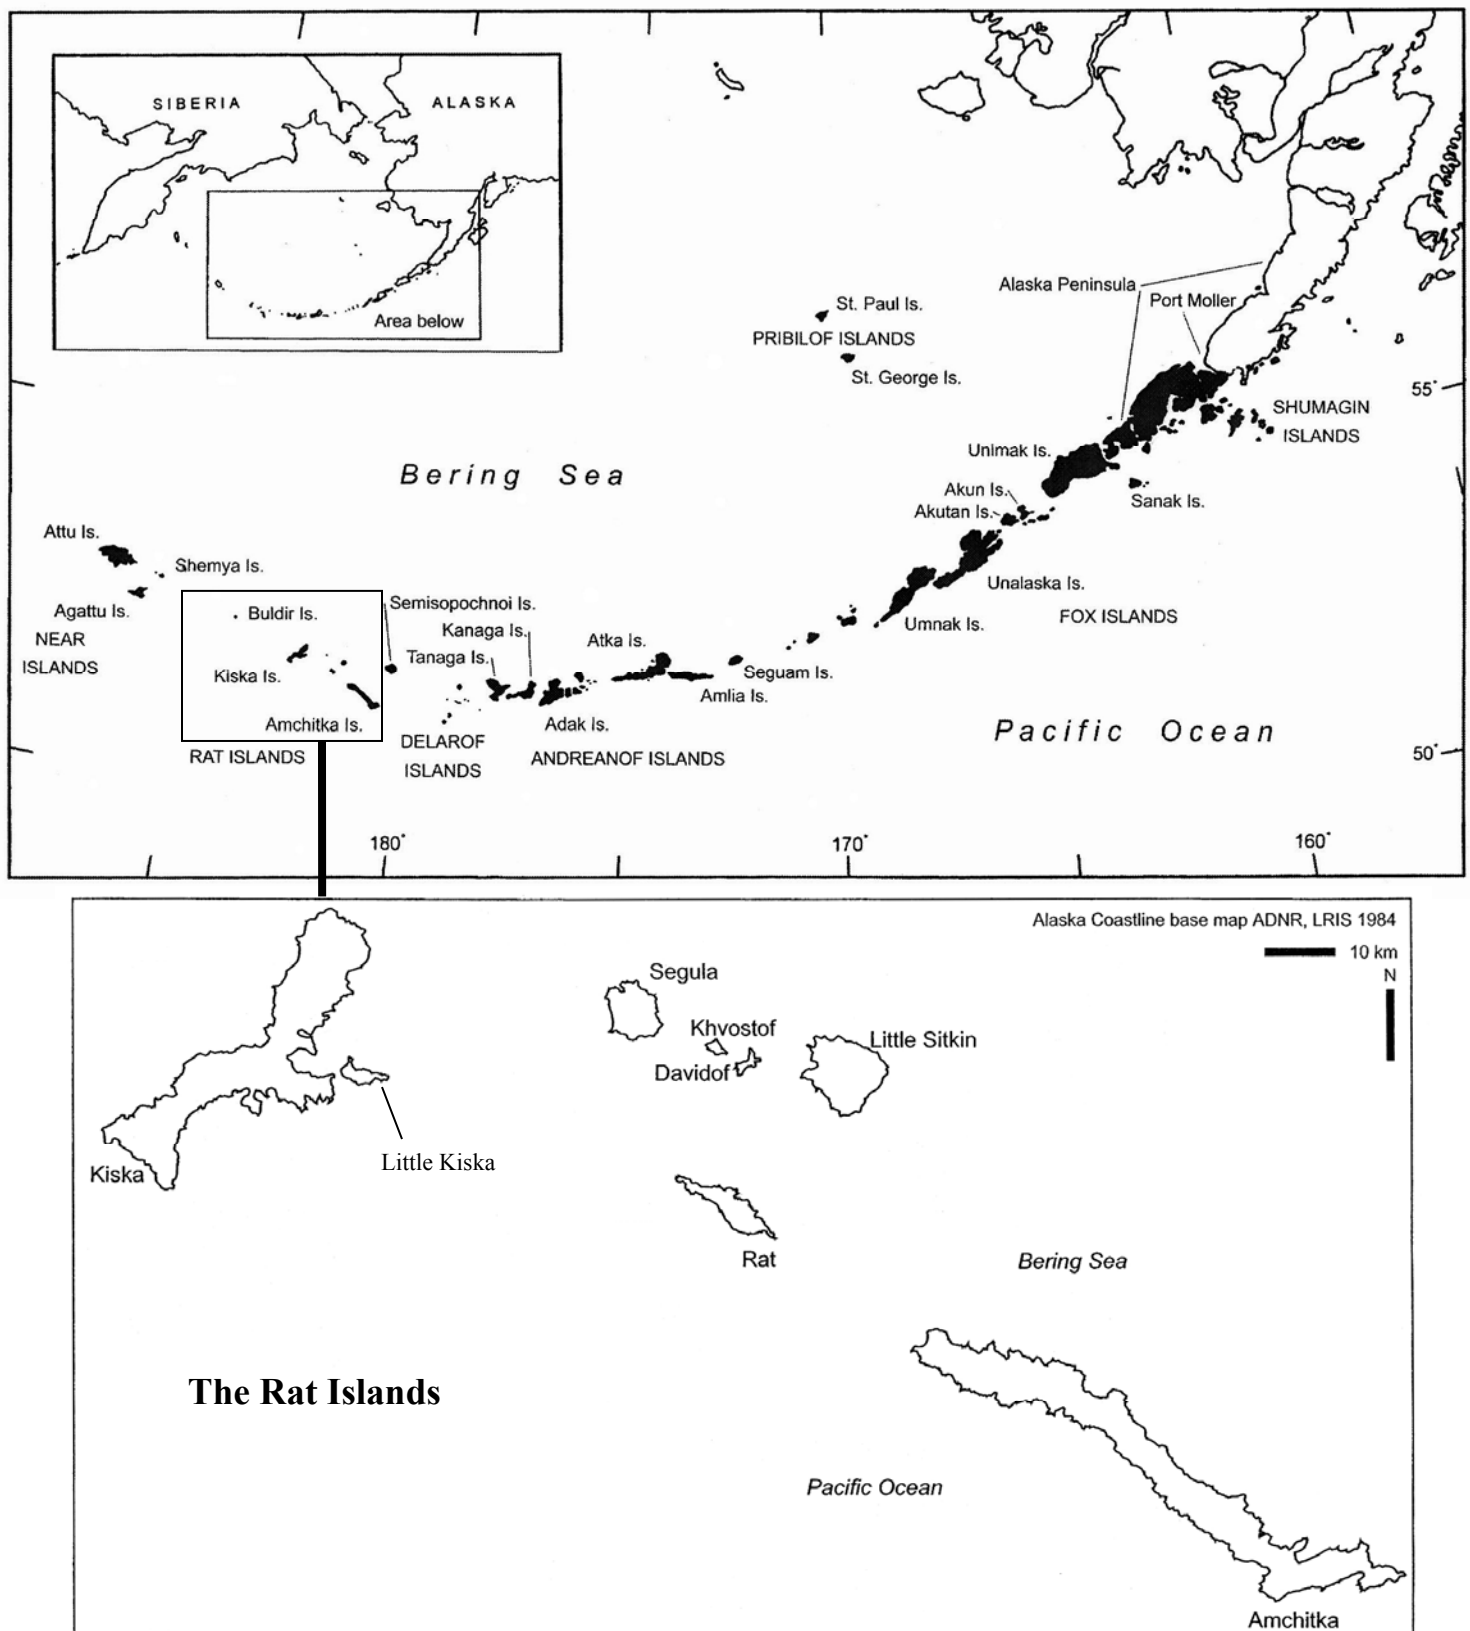 SIBERIA
ALASKA
Area below
St. Paul Is.
PRIBILOF ISLANDS
St. George Is.
Alaska Peninsula
Port Moller
55°
SHUMAGIN
ISLANDS
Bering Sea
Unimak Is.
Akun Is.
Akutan Is.
Sanak Is.
Attu Is.
Shemya Is.
Agattu Is.
NEAR
ISLANDS
Buldir Is.
Kiska Is.
Amchitka Is.
RAT ISLANDS
Semisopochnoi Is.
Kanaga Is.
Tanaga Is.
Atka Is.
Seguam Is.
Amlia Is.
Adak Is.
DELAROF
ISLANDS
ANDREANOF ISLANDS
Unalaska Is.
Umnak Is.
FOX ISLANDS
Pacific Ocean
50°
180°
170°
160°
Alaska Coastline base map ADNR, LRIS 1984
10 km
N
Segula
Khvostof
Davidof
Little Sitkin
Kiska
Little Kiska
Rat
Bering Sea
The Rat Islands
Pacific Ocean
Amchitka